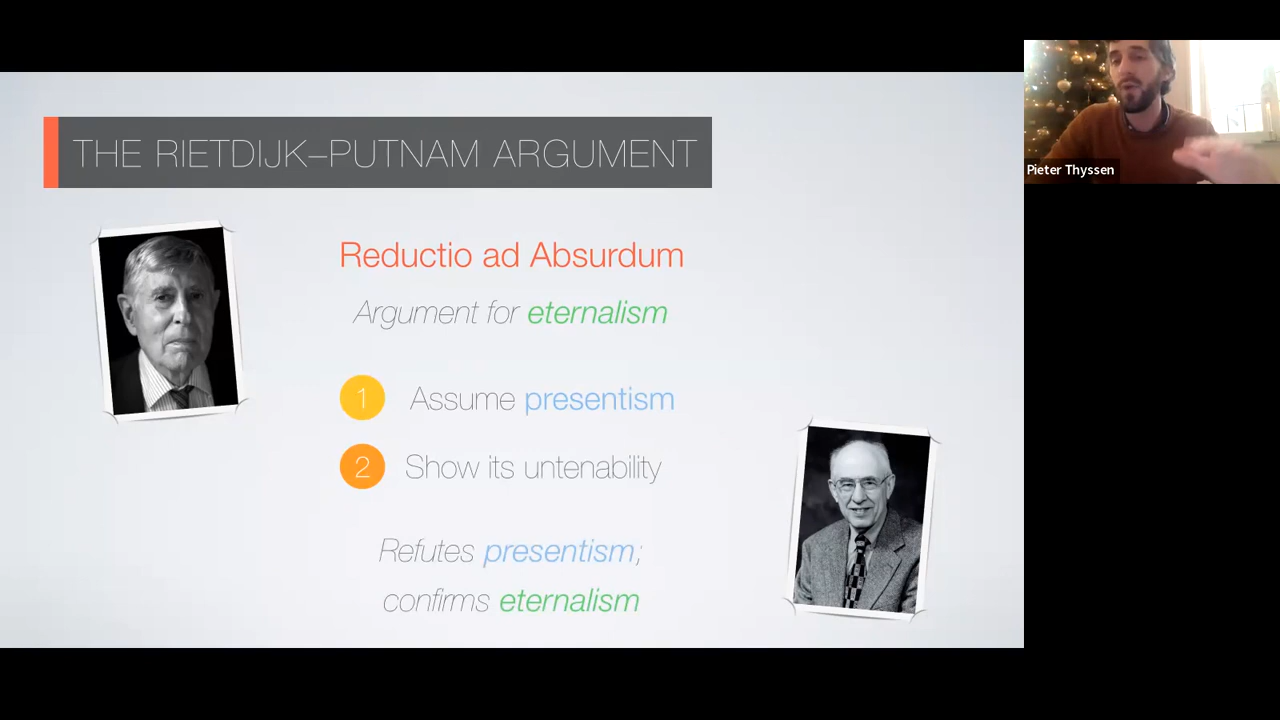 THE RIETDIJK–PUTNAM ARGUMENT
Reductio ad Absurdum
Argument for eternalism
1 Assume presentism
2 Show its untenability
Refutes presentism;
confirms eternalism
Pieter Thyssen